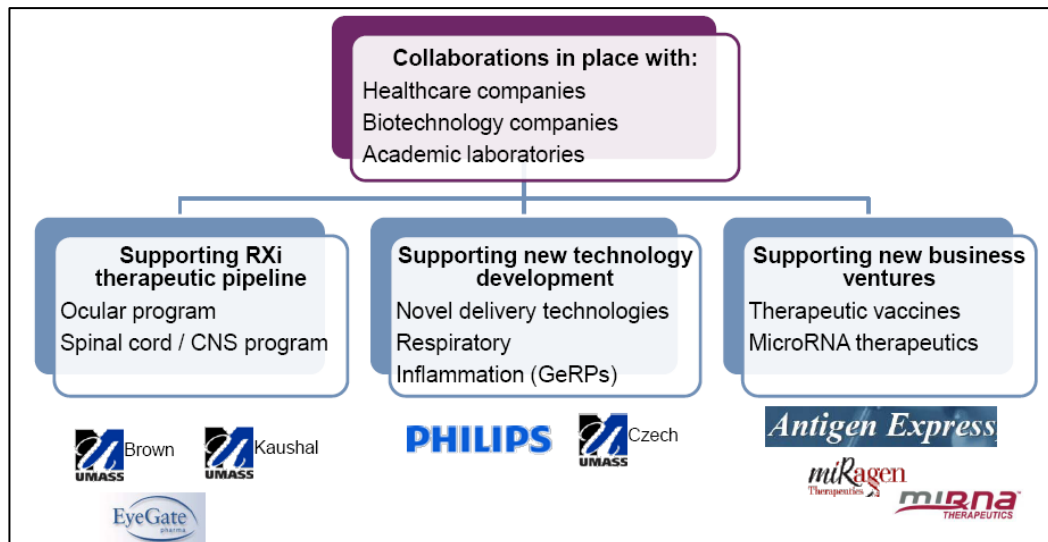 Collaborations in place with:
Healthcare companies
Biotechnology companies
Academic laboratories
Supporting RXi
therapeutic pipeline
Ocular program
Spinal cord / CNS program
Supporting new technology
development
Novel delivery technologies
Respiratory
Inflammation (GeRPs)
Supporting new business
ventures
Therapeutic vaccines
MicroRNA therapeutics
UMASS
Brown
UMASS
Kaushal
EyeGate
pharma
PHILIPS
UMASS
Czech
Antigen Express
miRagen
Therapeutics
miRna
THERAPEUTICS™